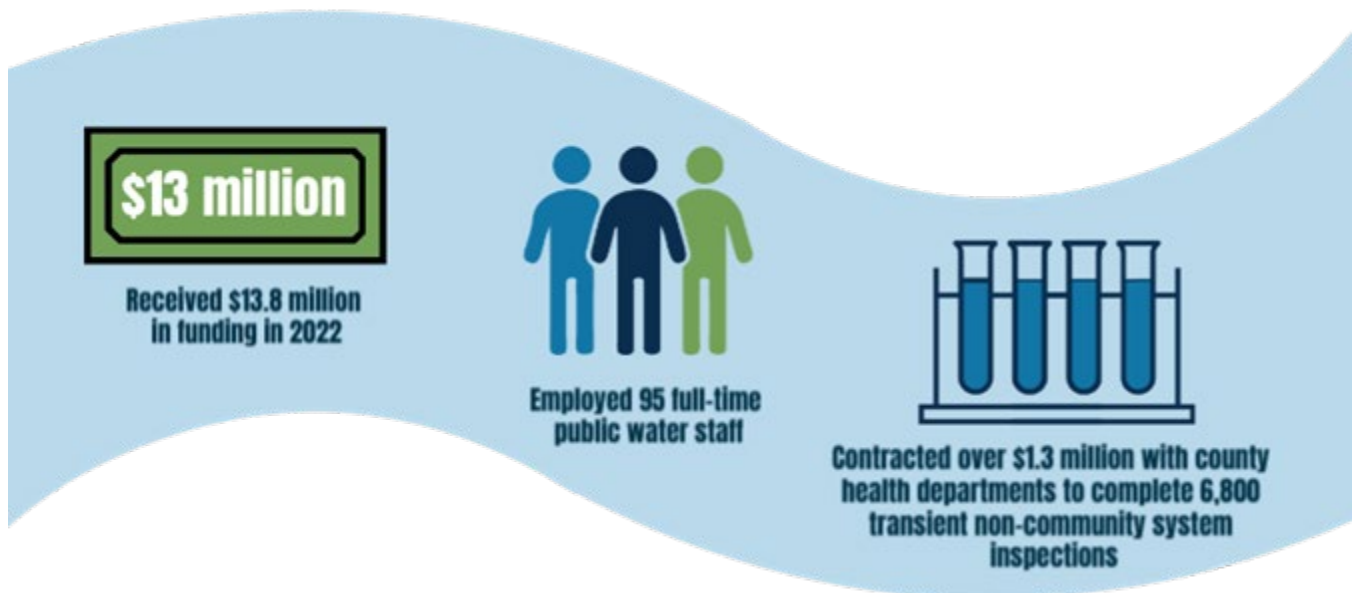 $13 million
Received $13.8 million
in funding in 2022
Employed 95 full-time
public water staff
Contracted over $1.3 million with county
health departments to complete 6,800
transient non-community system
inspections